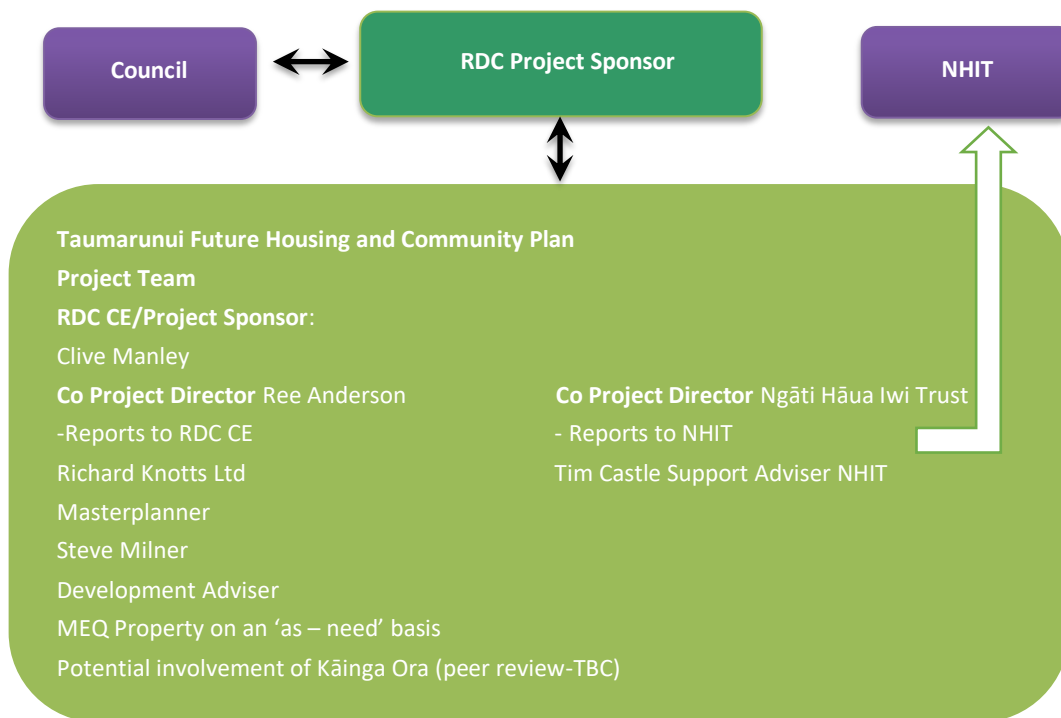 Council
RDC Project Sponsor
NHIT
Taumarunui Future Housing and Community Plan
Project Team
RDC CE/Project Sponsor:
Clive Manley
Co Project Director Ree Anderson
-Reports to RDC CE
Richard Knotts Ltd
Masterplanner
Steve Milner
Development Adviser
MEQ Property on an ‘as – need’ basis
Potential involvement of Kāinga Ora (peer review-TBC)
Co Project Director Ngāti Hāua Iwi Trust
- Reports to NHIT
Tim Castle Support Adviser NHIT